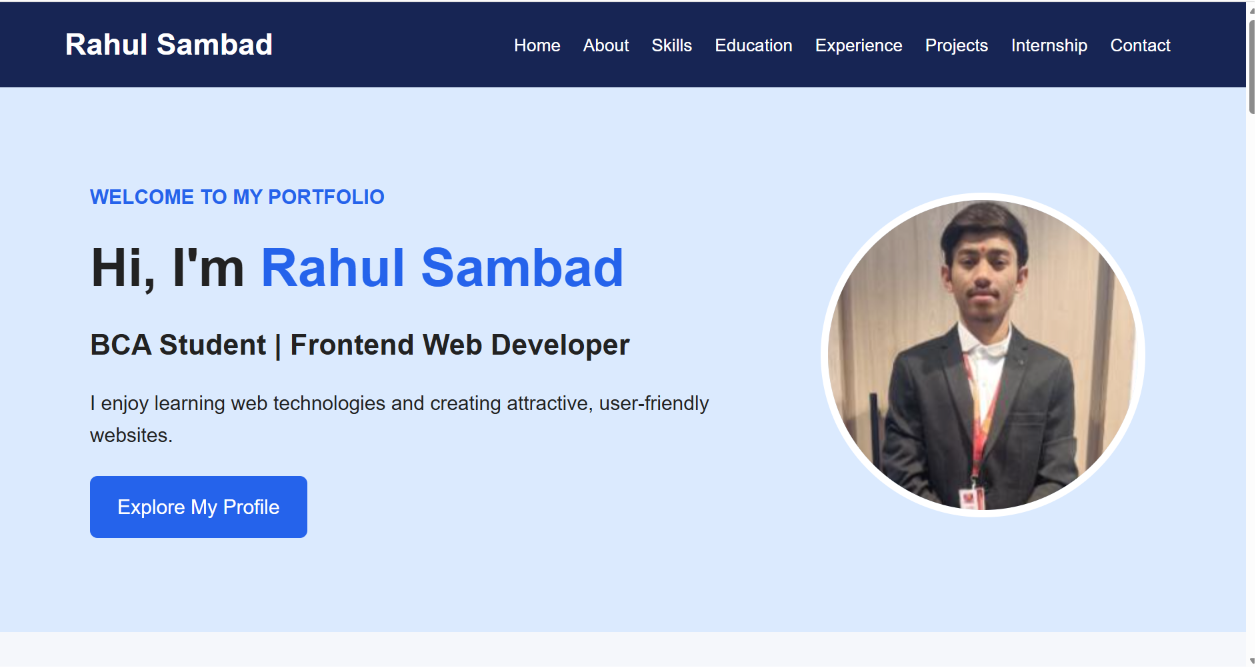 Rahul Sambad
Home About Skills Education Experience Projects Internship Contact
WELCOME TO MY PORTFOLIO
Hi, I'm Rahul Sambad
BCA Student | Frontend Web Developer
I enjoy learning web technologies and creating attractive, user-friendly
websites.
Explore My Profile